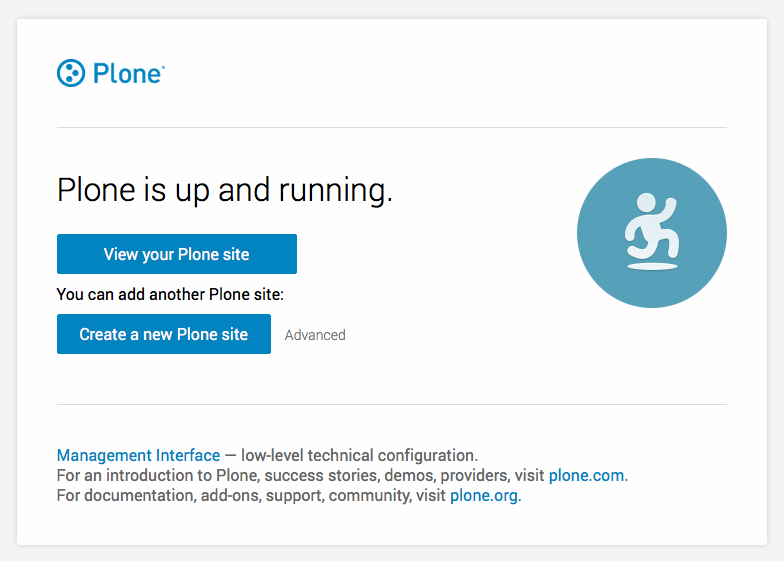 Plone
Plone is up and running.
View your Plone site
You can add another Plone site:
Create a new Plone site
Advanced
Management Interface — low-level technical configuration.
For an introduction to Plone, success stories, demos, providers, visit plone.com.
For documentation, add-ons, support, community, visit plone.org.